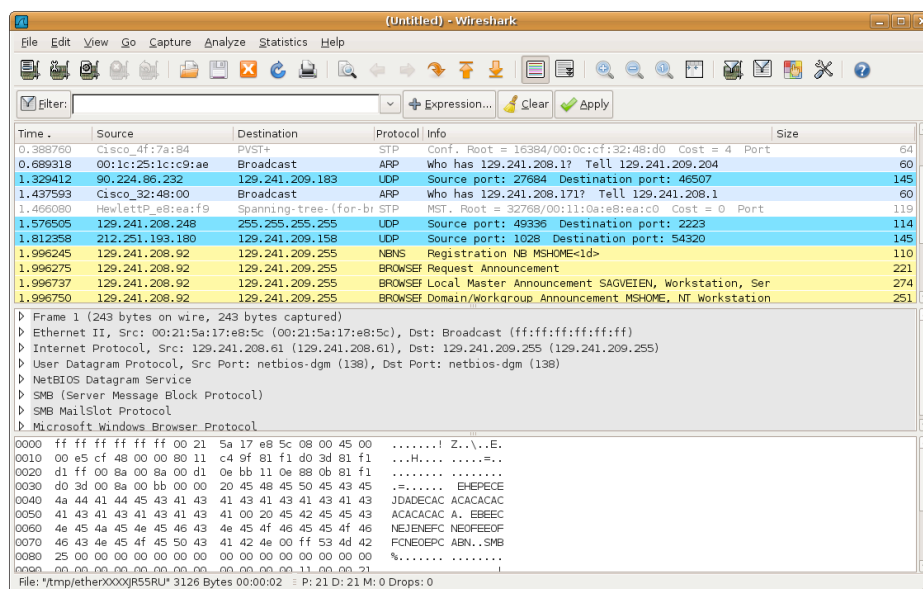 (Untitled) - Wireshark
File Edit View Go Capture Analyze Statistics Help
Filter: Expression... Clear Apply
Time . Source Destination Protocol Info Size
0.388760 Cisco_4f:7a:84 PVST+ STP Conf. Root = 16384/00:0c:cf:32:48:d0 Cost = 4 Port 64
0.689318 00:1c:25:1c:c9:ae Broadcast ARP Who has 129.241.208.1? Tell 129.241.209.204 60
1.329412 90.224.86.232 129.241.209.183 UDP Source port: 27684 Destination port: 46507 145
1.437593 Cisco_32:48:00 Broadcast ARP Who has 129.241.208.171? Tell 129.241.208.1 60
1.466080 HewlettP_e8:ea:f9 Spanning-tree-(for-br STP MST. Root = 32768/00:11:0a:e8:ea:c0 Cost = 0 Port 119
1.576505 129.241.208.248 255.255.255.255 UDP Source port: 49336 Destination port: 2223 114
1.812358 212.251.193.180 129.241.209.158 UDP Source port: 1028 Destination port: 54320 145
1.996245 129.241.208.92 129.241.209.255 NBNS Registration NB MSHOME<1d> 110
1.996275 129.241.208.92 129.241.209.255 BROWSEF Request Announcement 221
1.996737 129.241.208.92 129.241.209.255 BROWSEF Local Master Announcement SAGVEIEN, Workstation, Ser 274
1.996750 129.241.208.92 129.241.209.255 BROWSEF Domain/Workgroup Announcement MSHOME, NT Workstation 251
Frame 1 (243 bytes on wire, 243 bytes captured)
Ethernet II, Src: 00:21:5a:17:e8:5c (00:21:5a:17:e8:5c), Dst: Broadcast (ff:ff:ff:ff:ff:ff)
Internet Protocol, Src: 129.241.208.61 (129.241.208.61), Dst: 129.241.209.255 (129.241.209.255)
User Datagram Protocol, Src Port: netbios-dgm (138), Dst Port: netbios-dgm (138)
NetBIOS Datagram Service
SMB (Server Message Block Protocol)
SMB MailSlot Protocol
Microsoft Windows Browser Protocol
0000 ff ff ff ff ff ff 00 21 5a 17 e8 5c 08 00 45 00 .......! Z..\..E.
0010 00 e5 cf 48 00 00 80 11 c4 9f 81 f1 d0 3d 81 f1 ...H.... .....=..
0020 d1 ff 00 8a 00 8a 00 d1 0e bb 11 0e 88 0b 81 f1 ........ ........
0030 d0 3d 00 8a 00 bb 00 00 20 45 48 45 50 45 43 45 .=......  EHEPECE
0040 4a 44 41 44 45 43 41 43 41 43 41 43 41 43 41 43 JDADECAC ACACACAC
0050 41 43 41 43 41 43 41 43 41 00 20 45 42 45 45 43 ACACACAC A. EBEEC
0060 4e 45 4a 45 4e 45 46 43 4e 45 4f 46 45 45 4f 46 NEJENEFC NEOFEEOF
0070 46 43 4e 45 4f 45 50 43 41 42 4e 00 ff 53 4d 42 FCNEOEPC ABN..SMB
0080 25 00 00 00 00 00 00 00 00 00 00 00 00 00 00 00 %....... ........
0090 00 00 00 00 00 00 00 00 00 00 00 00 11 00 00 21
File: "/tmp/etherXXXXJR55RU" 3126 Bytes 00:00:02 P: 21 D: 21 M: 0 Drops: 0